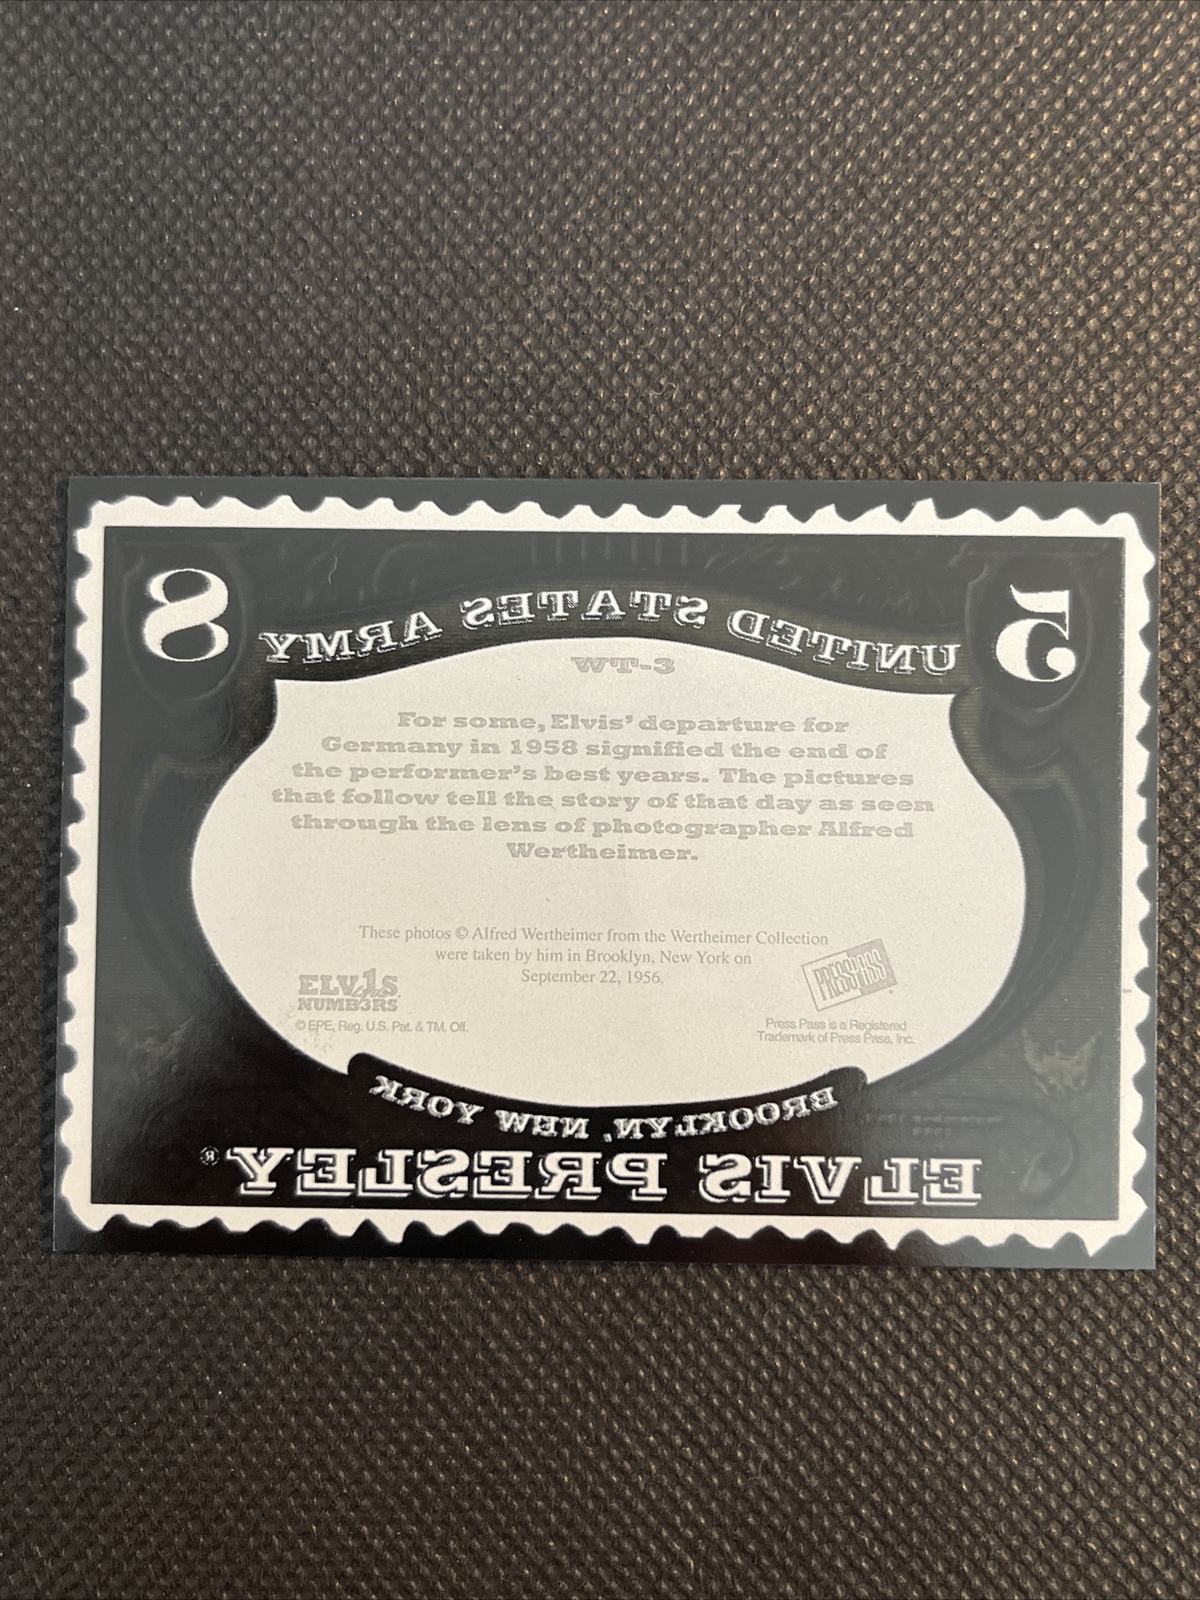 5
8
UNITED STATES ARMY
WT-3
For some, Elvis' departure for
Germany in 1958 signified the end of
the performer's best years. The pictures
that follow tell the story of that day as seen
through the lens of photographer Alfred
Wertheimer.
These photos © Alfred Wertheimer from the Wertheimer Collection
were taken by him in Brooklyn, New York on
September 22, 1956.
ELV1S
by the
NUMB3RS
© EPE, Reg. U.S. Pat. & TM. Off.
PRESS PASS
Press Pass is a Registered
Trademark of Press Pass, Inc.
BROOKLYN, NEW YORK
ELVIS PRESLEY®